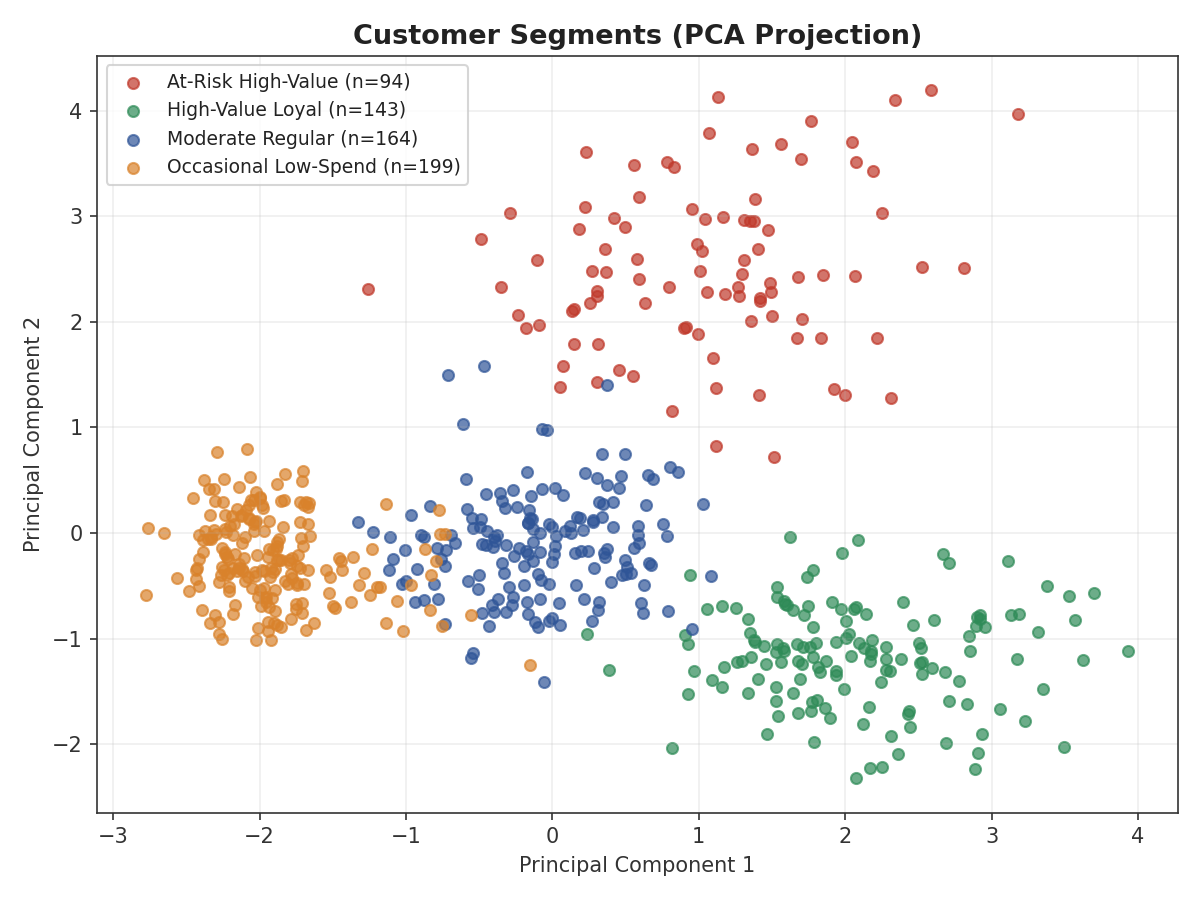 Customer Segments (PCA Projection)
At-Risk High-Value (n=94)
High-Value Loyal (n=143)
Moderate Regular (n=164)
Occasional Low-Spend (n=199)
4
3
2
1
0
−1
−2
Principal Component 2
−3 −2 −1 0 1 2 3 4
Principal Component 1